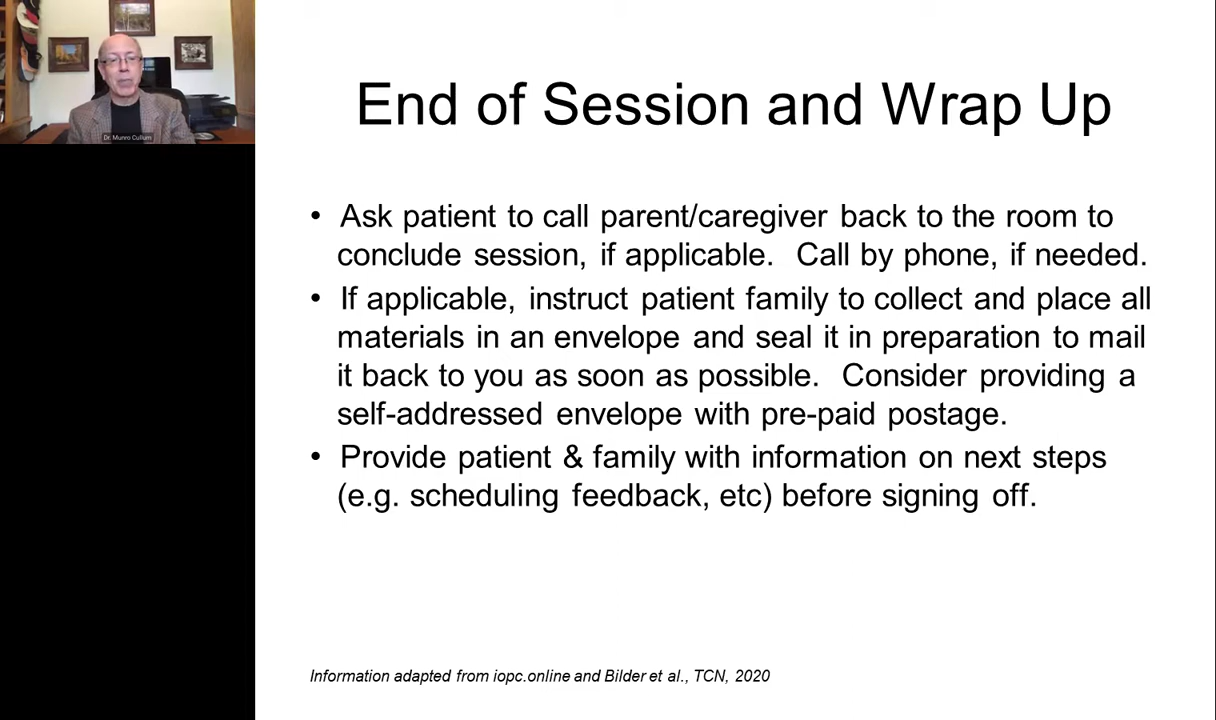 Dr. Munro Cullum
End of Session and Wrap Up
• Ask patient to call parent/caregiver back to the room to
conclude session, if applicable.  Call by phone, if needed.
• If applicable, instruct patient family to collect and place all
materials in an envelope and seal it in preparation to mail
it back to you as soon as possible.  Consider providing a
self-addressed envelope with pre-paid postage.
• Provide patient & family with information on next steps
(e.g. scheduling feedback, etc) before signing off.
Information adapted from iopc.online and Bilder et al., TCN, 2020